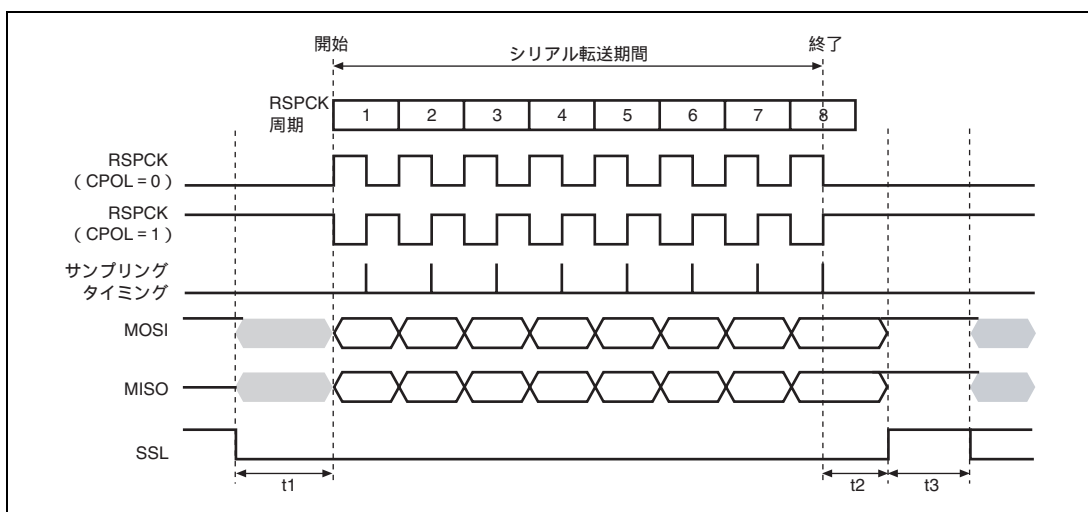 開始
シリアル転送期間
終了
RSPCK
周期
1 2 3 4 5 6 7 8
RSPCK
(CPOL = 0)
RSPCK
(CPOL = 1)
サンプリング
タイミング
MOSI
MISO
SSL
t1
t2
t3